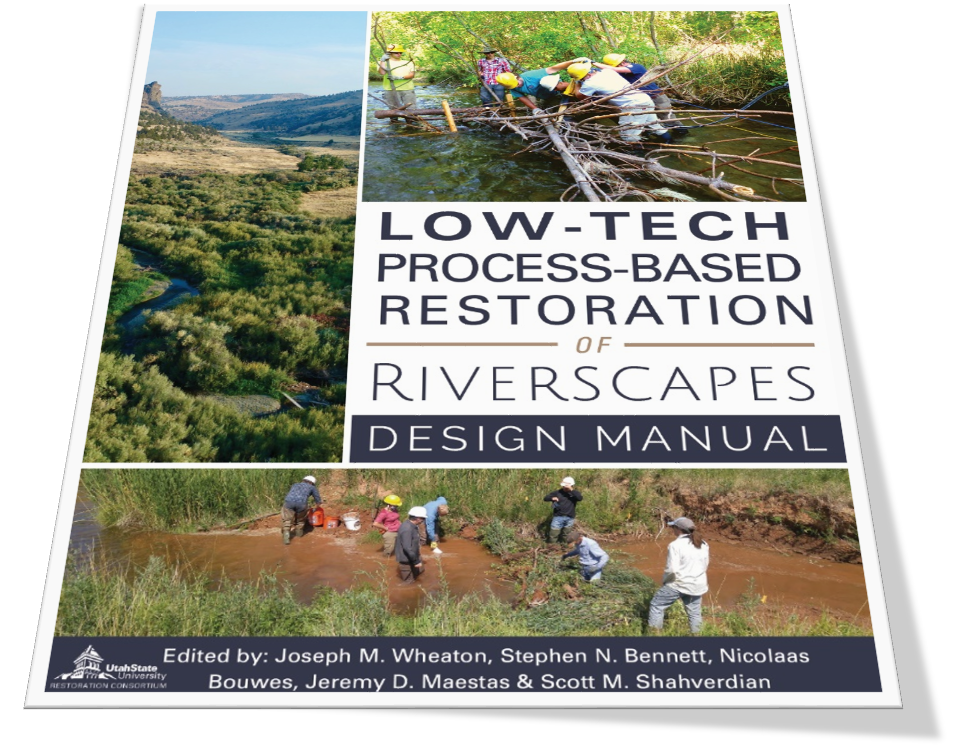 LOW-TECH
PROCESS-BASED
RESTORATION
OF
RIVERSCAPES
DESIGN MANUAL
UtahState
University
RESTORATION CONSORTIUM
Edited by: Joseph M. Wheaton, Stephen N. Bennett, Nicolaas
Bouwes, Jeremy D. Maestas & Scott M. Shahverdian